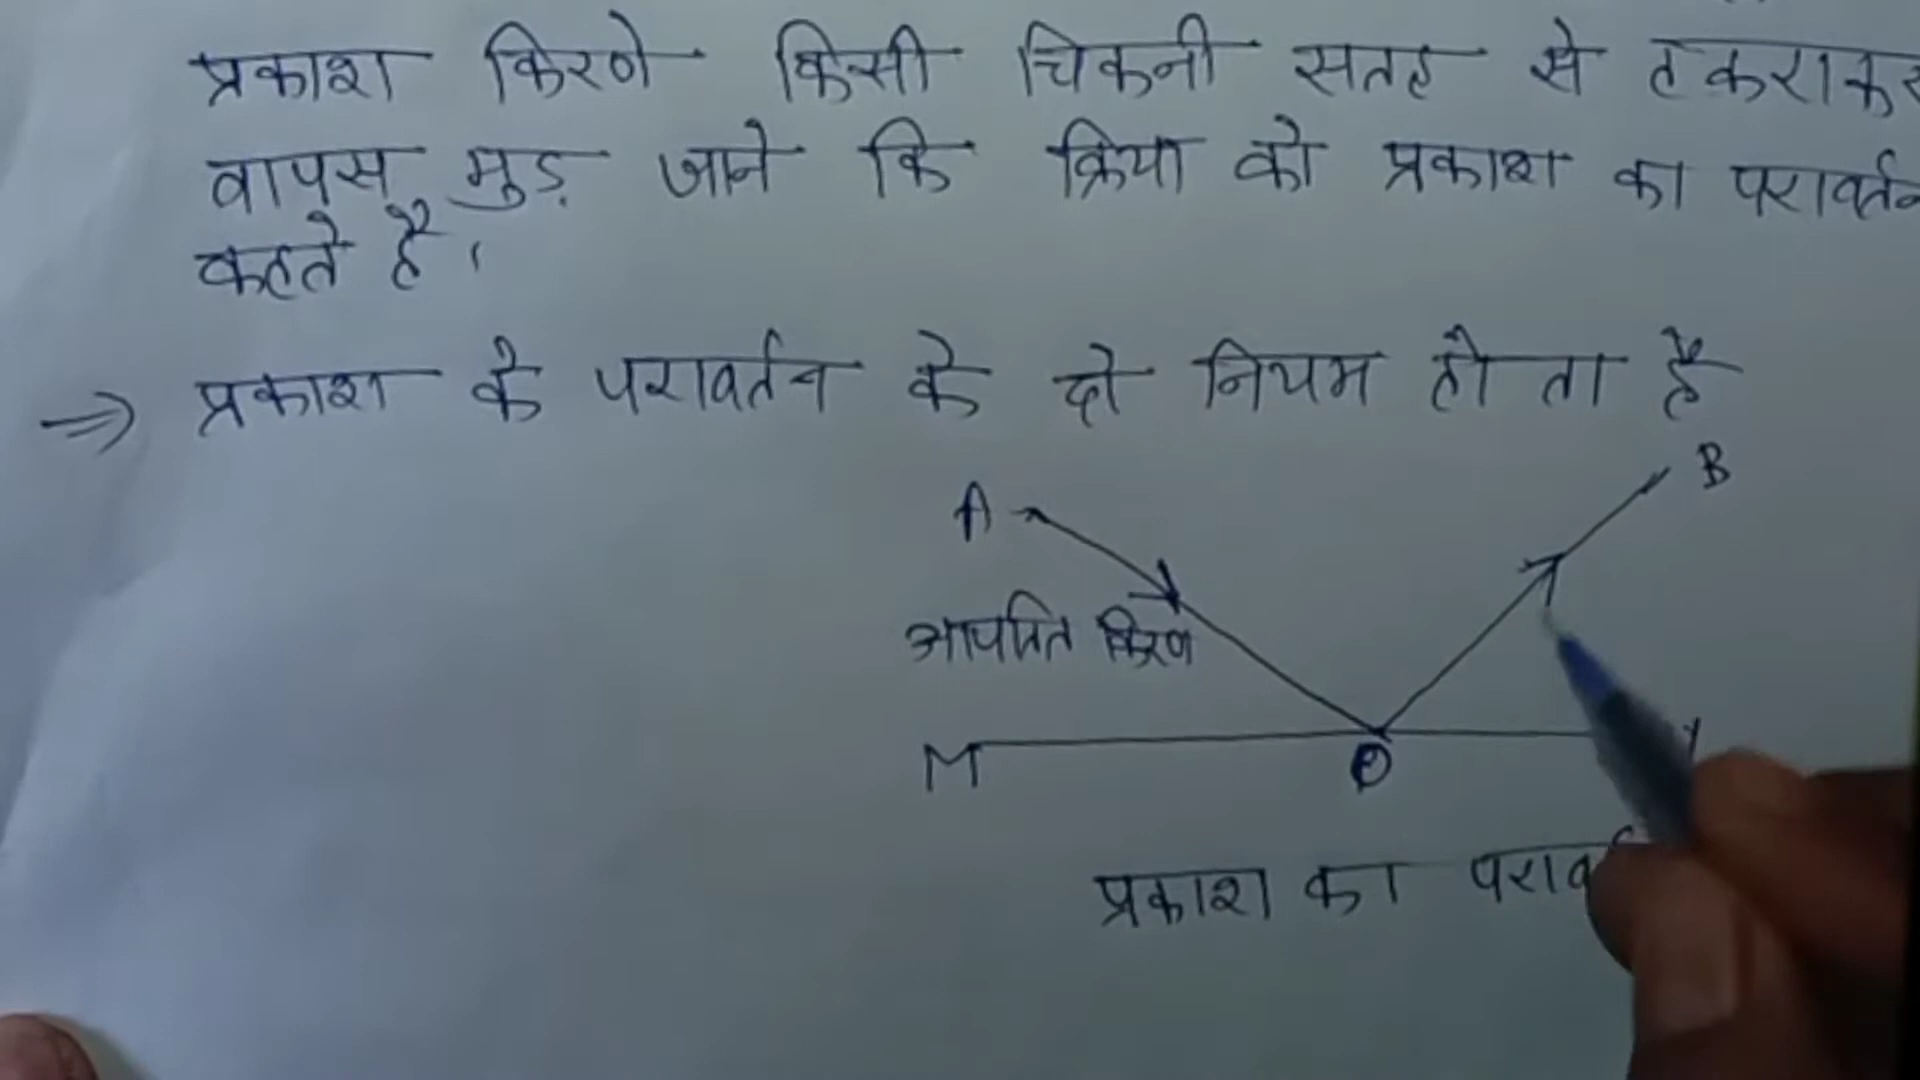 प्रकाश किरणे किसी चिकनी सतह से टकराकर
वापस मुड़ जाने कि क्रिया को प्रकाश का परावर्तन
कहते है।
⇒ प्रकाश के परावर्तन के दो नियम होता है
A
B
आपतित किरण
M
O
प्रकाश का पराव